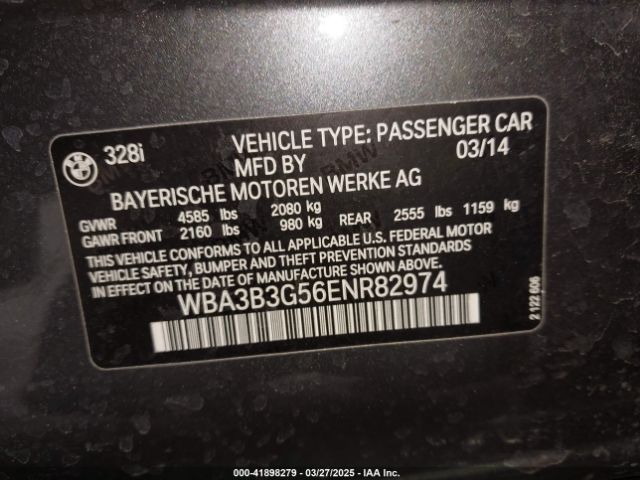 328i VEHICLE TYPE: PASSENGER CAR
MFD BY 03/14
BAYERISCHE MOTOREN WERKE AG
GVWR 4585 lbs 2080 kg
GAWR FRONT 2160 lbs 980 kg REAR 2555 lbs 1159 kg
THIS VEHICLE CONFORMS TO ALL APPLICABLE U.S. FEDERAL MOTOR
VEHICLE SAFETY, BUMPER, AND THEFT PREVENTION
STANDARDS IN EFFECT ON THE DATE OF MANUFACTURE SHOWN ABOVE.
WBA3B3G56ENR82974
2 122 606
000-41898279 - 03/27/2025 - IAA Inc.